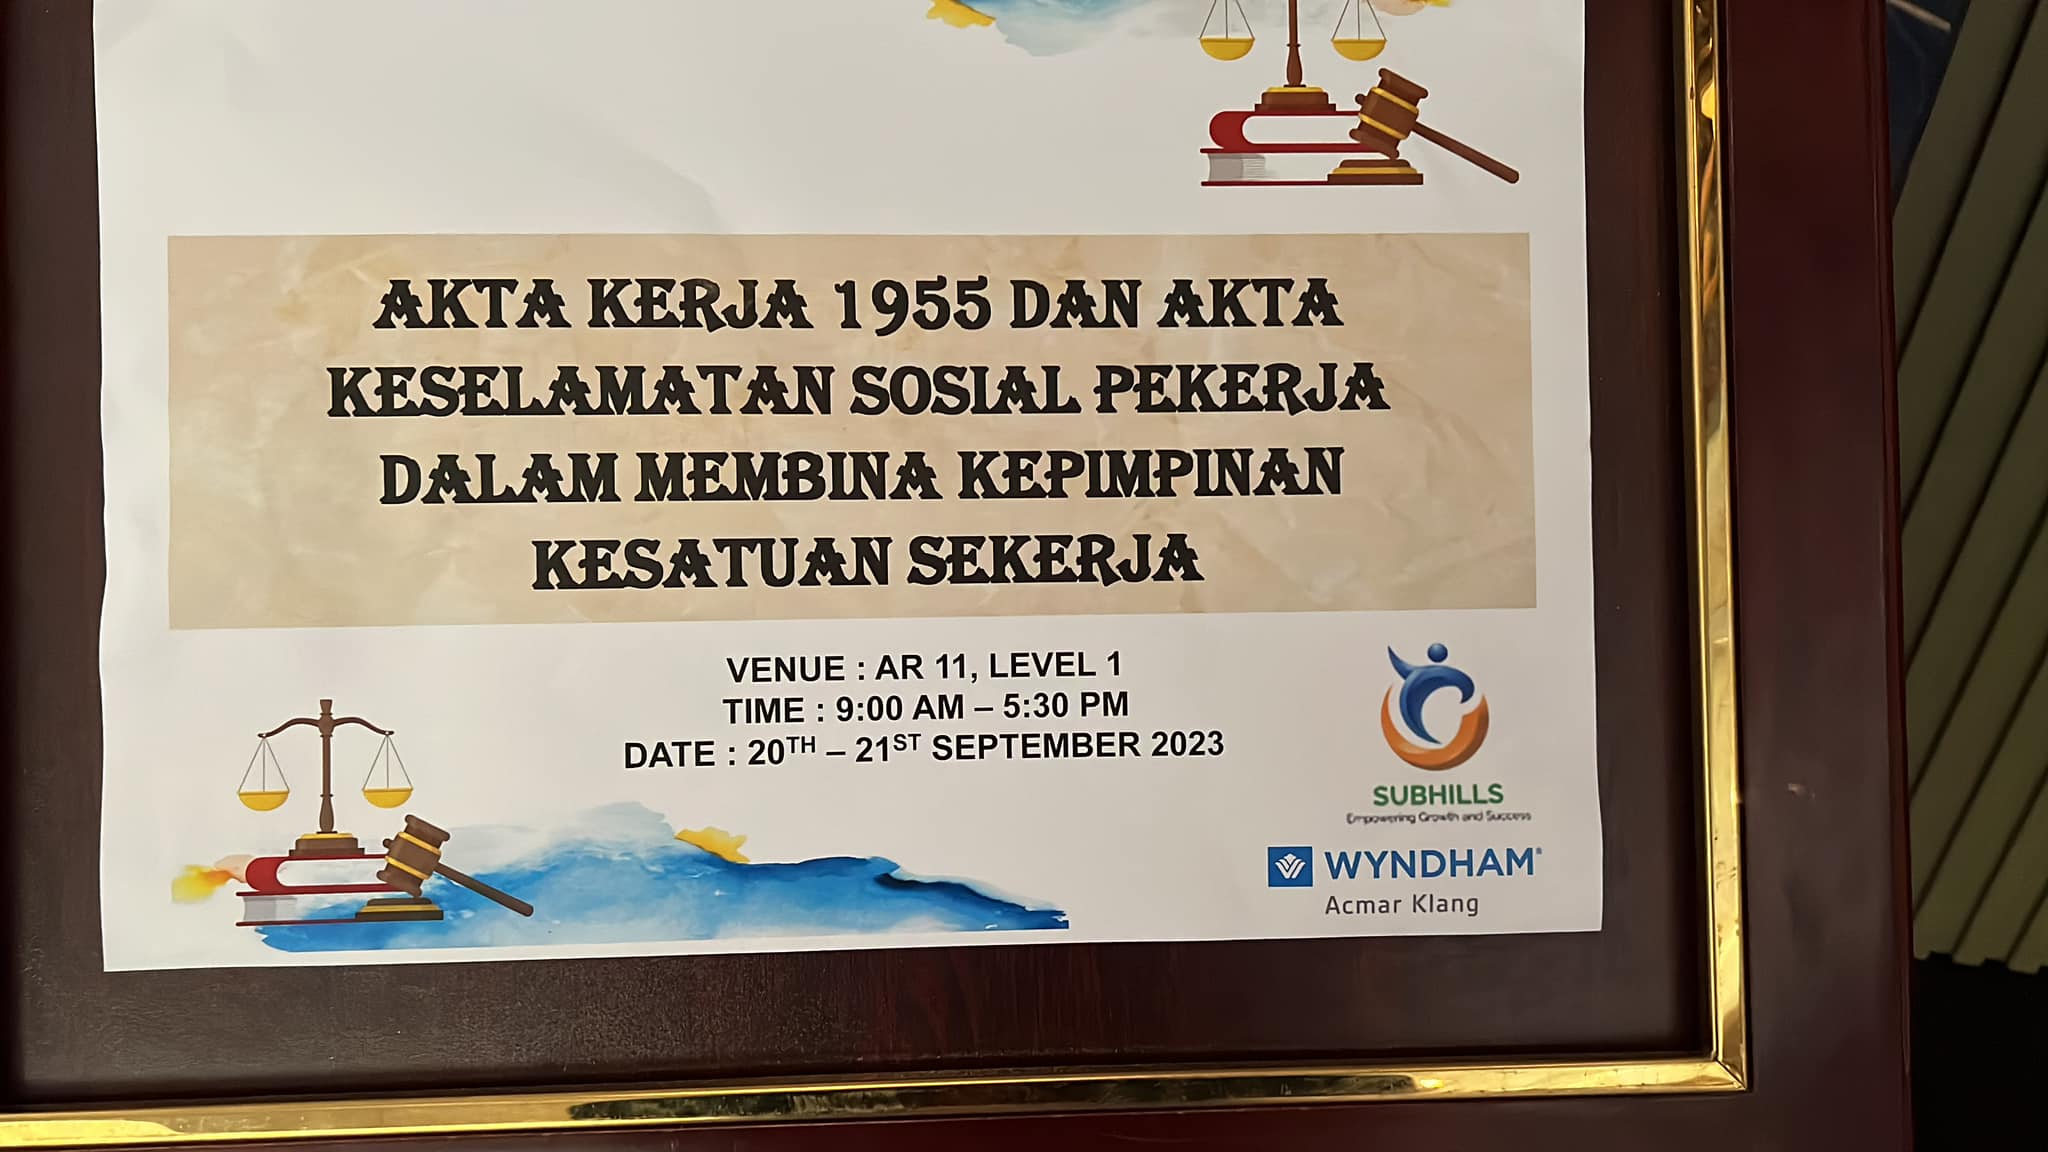 AKTA KERJA 1955 DAN AKTA
KESELAMATAN SOSIAL PEKERJA
DALAM MEMBINA KEPIMPINAN
KESATUAN SEKERJA
VENUE : AR 11, LEVEL 1
TIME : 9:00 AM – 5:30 PM
DATE : 20TH – 21ST SEPTEMBER 2023
SUBHILLS
Empowering Growth and Success
WYNDHAM®
Acmar Klang